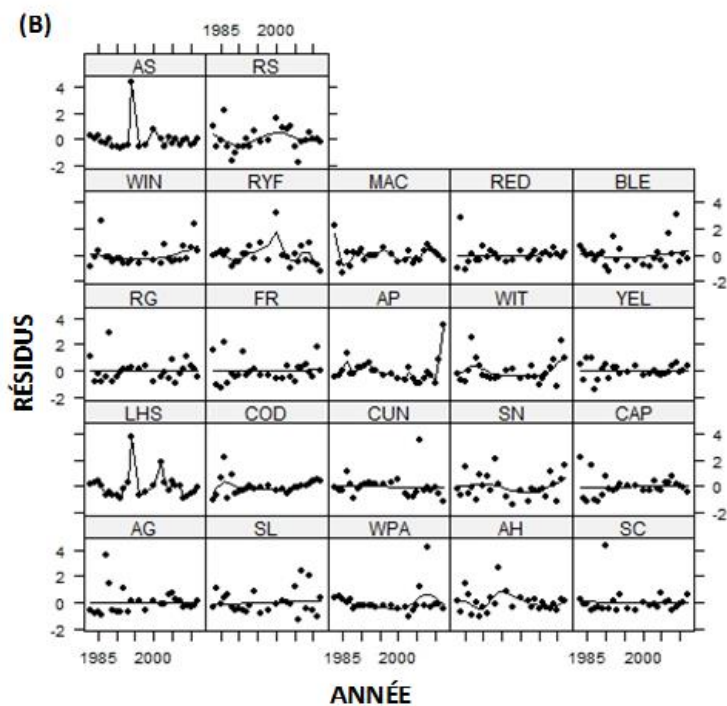 (B)
1985 2000
AS RS
4
2
0
-2
WIN RYF MAC RED BLE
4
2
0
-2
RG FR AP WIT YEL
4
2
0
-2
LHS COD CUN SN CAP
4
2
0
-2
AG SL WPA AH SC
4
2
0
-2
1985 2000 1985 2000 1985 2000
RÉSIDUS
ANNÉE